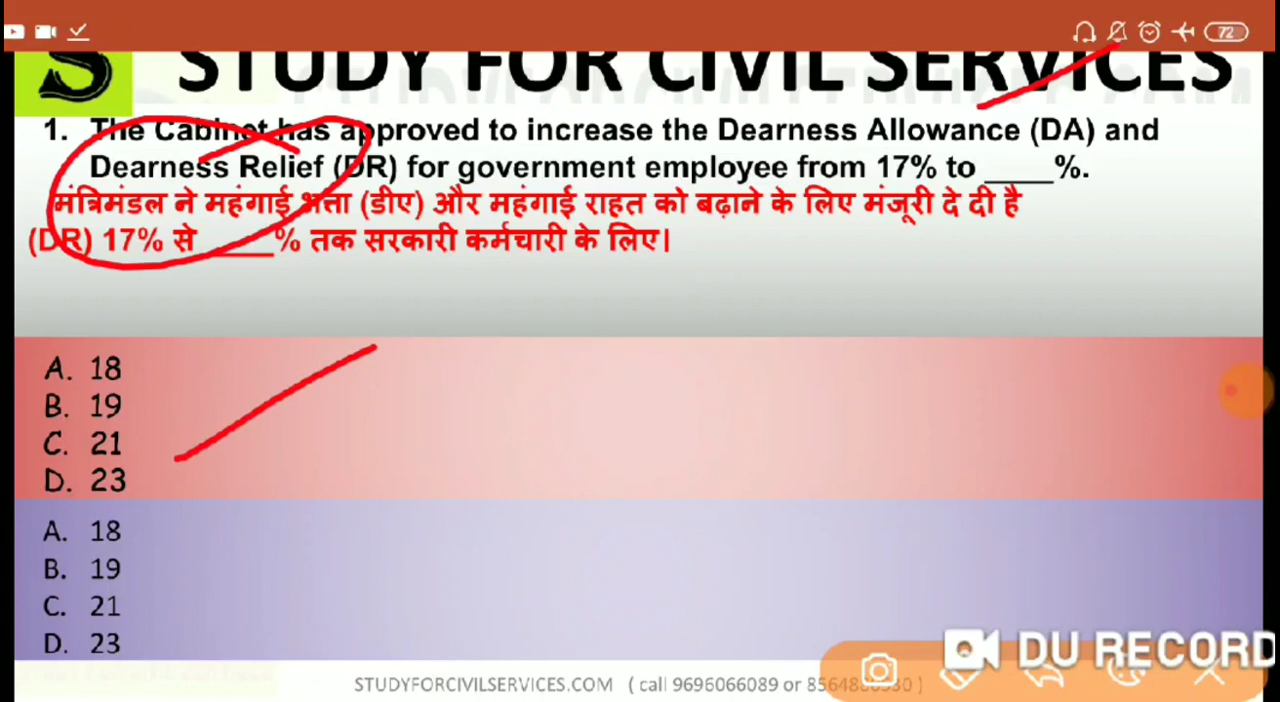 72
STUDY FOR CIVIL SERVICES
1. The Cabinet has approved to increase the Dearness Allowance (DA) and
Dearness Relief (DR) for government employee from 17% to ____%.
मंत्रिमंडल ने महंगाई भत्ता (डीए) और महंगाई राहत को बढ़ाने के लिए मंजूरी दे दी है
(DR) 17% से ____% तक सरकारी कर्मचारी के लिए।
A. 18
B. 19
C. 21
D. 23
A. 18
B. 19
C. 21
D. 23
DU RECORD
STUDYFORCIVILSERVICES.COM ( call 9696066089 or